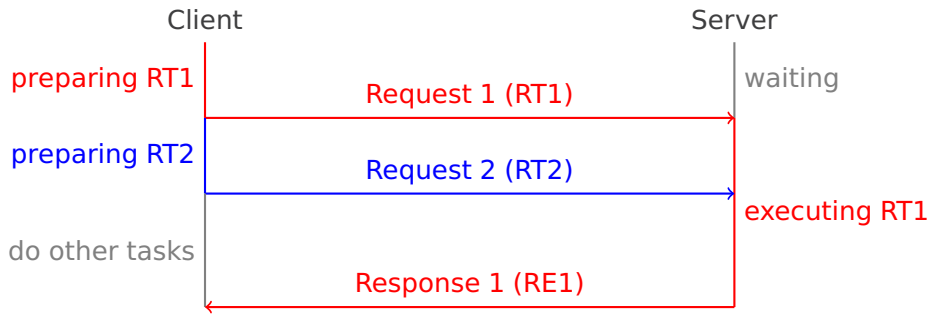 Client
Server
preparing RT1
Request 1 (RT1)
waiting
preparing RT2
Request 2 (RT2)
executing RT1
do other tasks
Response 1 (RE1)